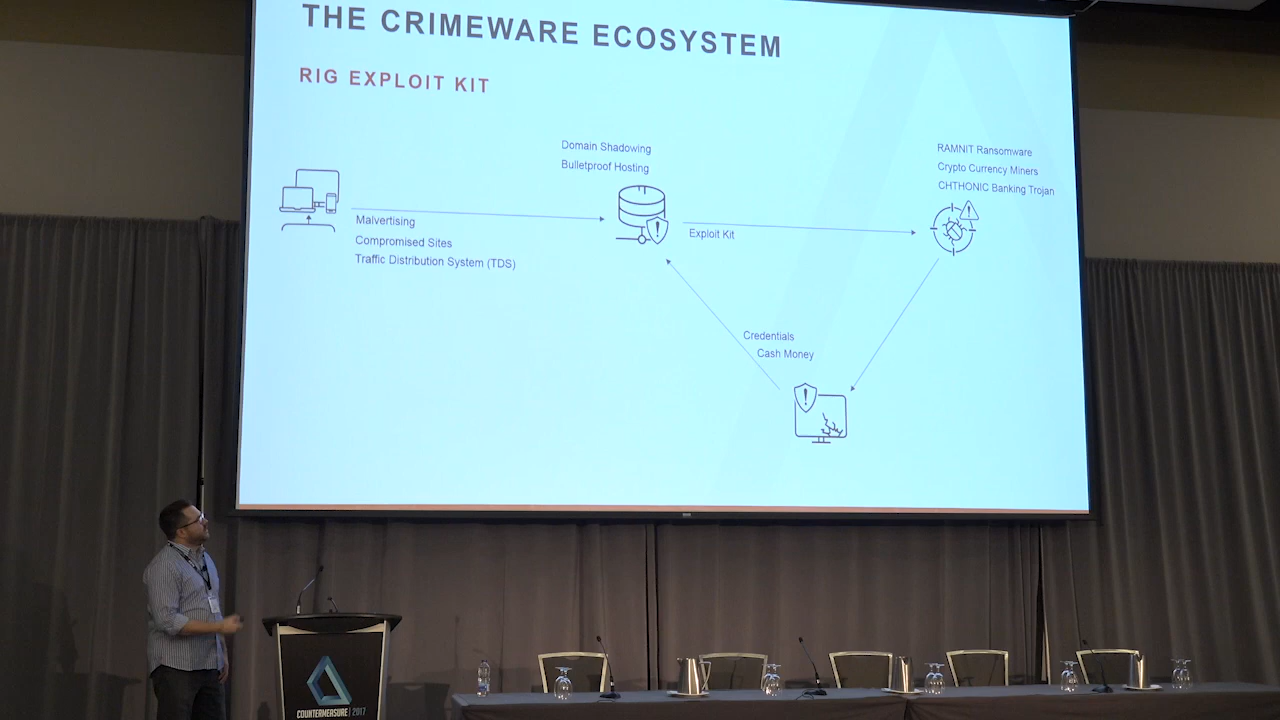 THE CRIMEWARE ECOSYSTEM
RIG EXPLOIT KIT
Domain Shadowing
Bulletproof Hosting
RAMNIT Ransomware
Crypto Currency Miners
CHTHONIC Banking Trojan
Malvertising
Compromised Sites
Traffic Distribution System (TDS)
Exploit Kit
Credentials
Cash Money
COUNTERMEASURE | 2017